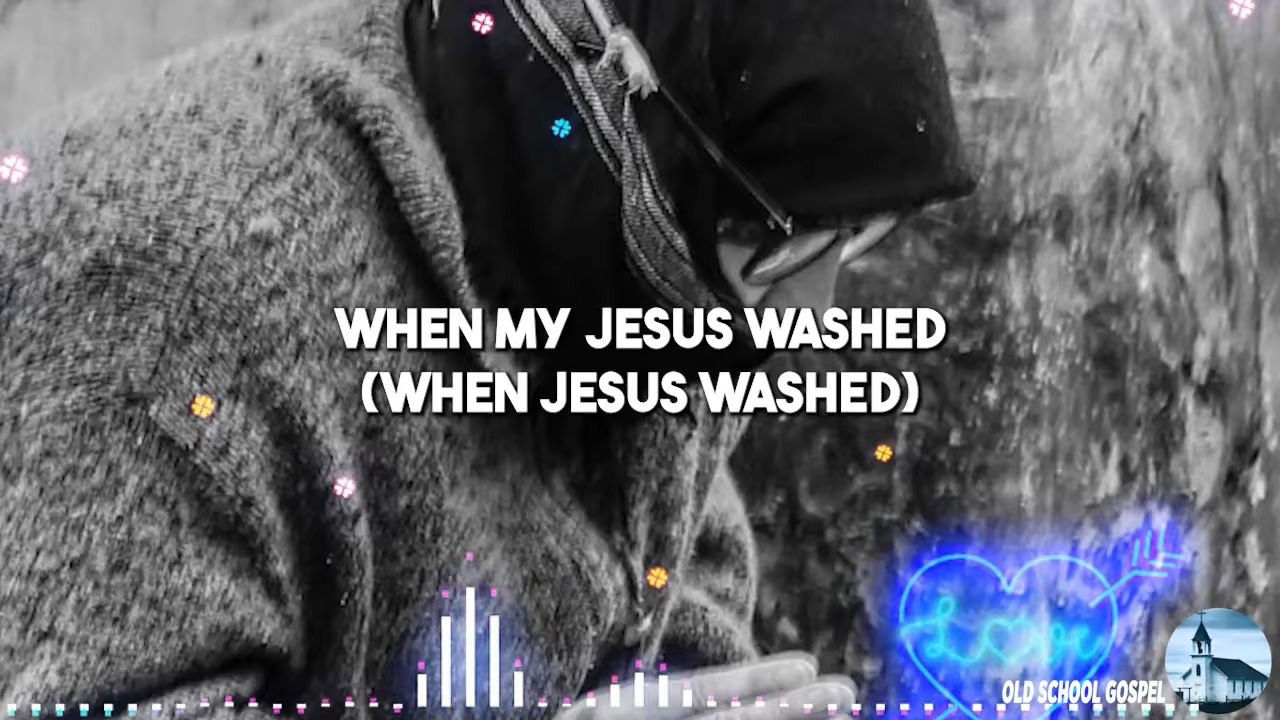 WHEN MY JESUS WASHED
(WHEN JESUS WASHED)
Love
OLD SCHOOL GOSPEL